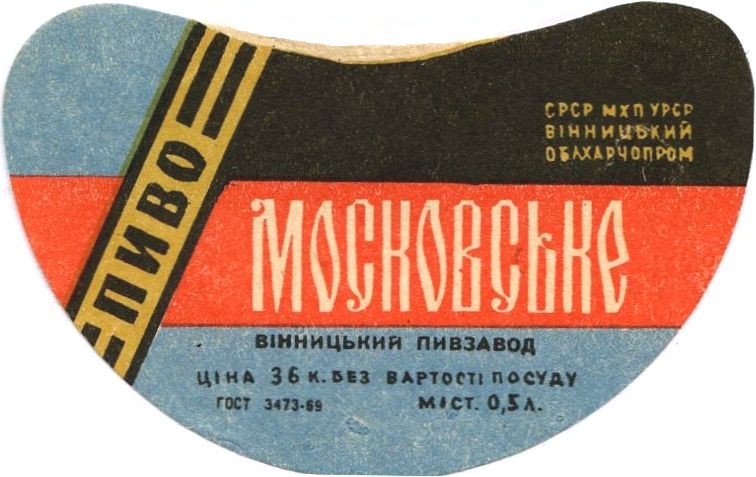 ПИВО
СРСР МХП УРСР
ВІННИЦЬКИЙ
ОБЛХАРЧОПРОМ
МОСКОВСЬКЕ
ВІННИЦЬКИЙ ПИВЗАВОД
ЦІНА 36 К. БЕЗ ВАРТОСТІ ПОСУДУ
ГОСТ 3473-69 МІСТ. 0,5 Л.